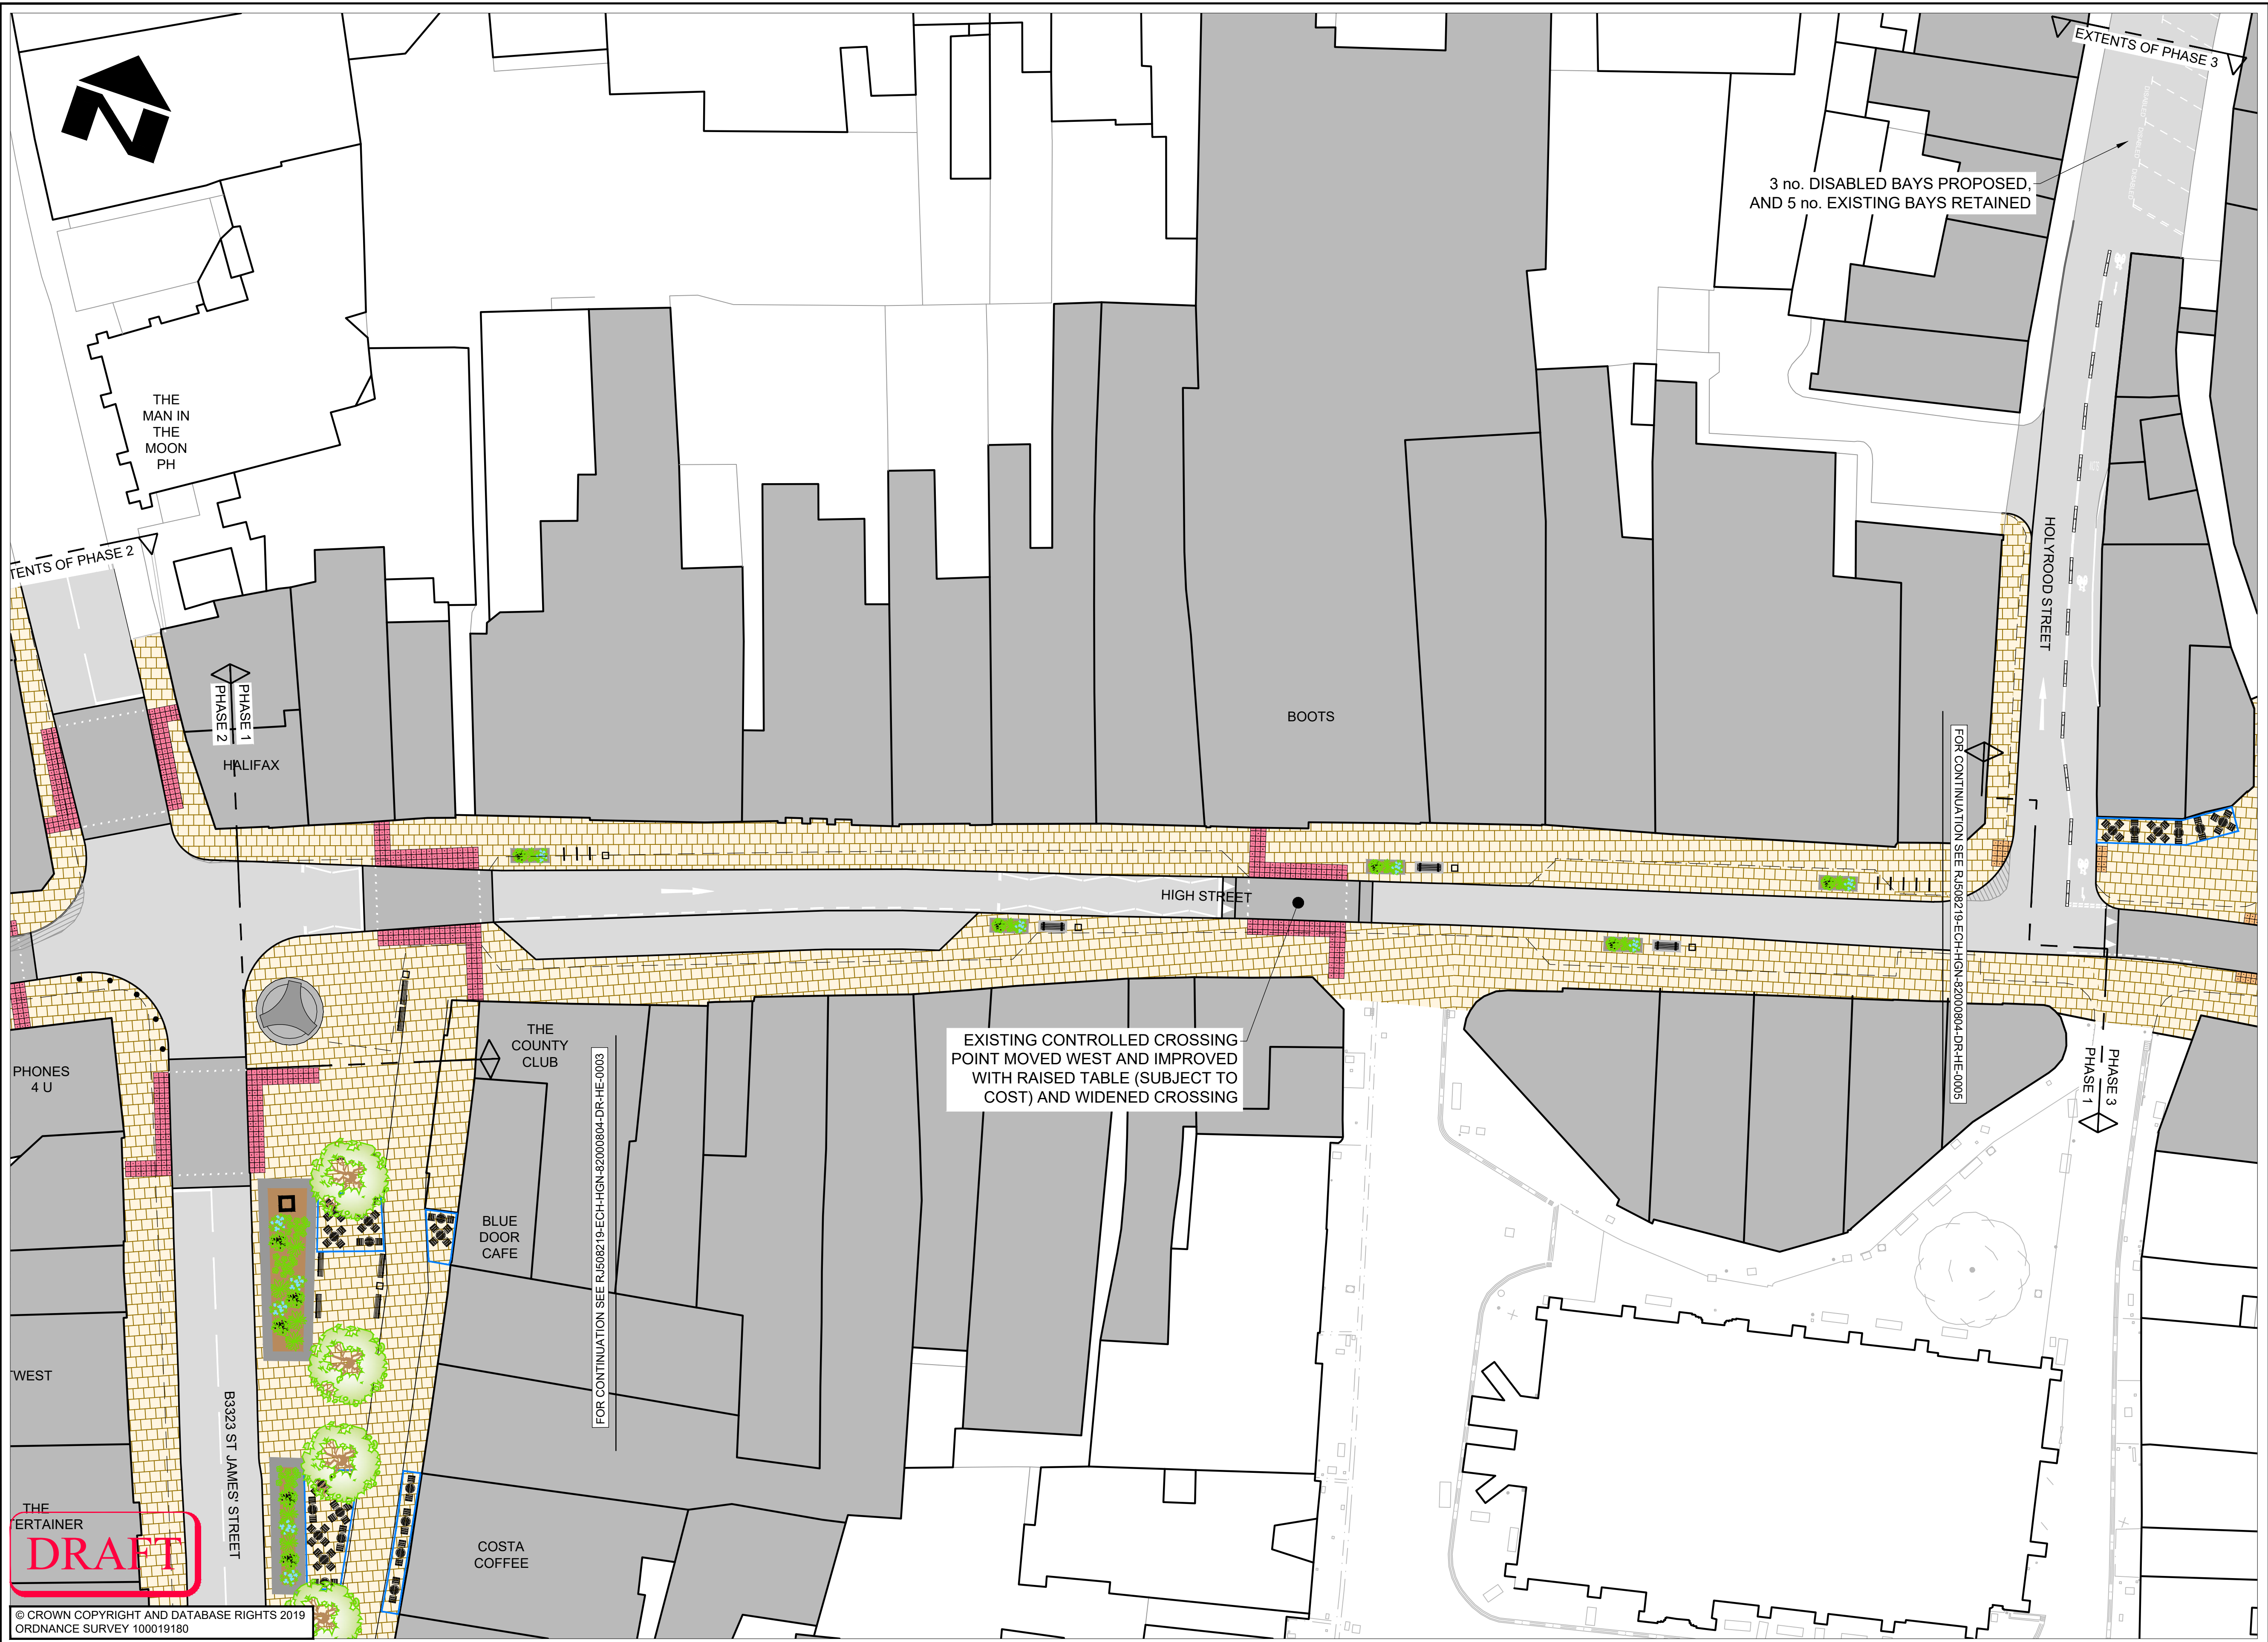 EXTENTS OF PHASE 3
DISABLED
DISABLED
DISABLED
3 no. DISABLED BAYS PROPOSED,
AND 5 no. EXISTING BAYS RETAINED
THE
MAN IN
THE
MOON
PH
TENTS OF PHASE 2
HOLYROOD STREET
PHASE 1
PHASE 2
HALIFAX
BOOTS
FOR CONTINUATION SEE RJ508219-ECH-HGN-82000804-DR-HE-0005
HIGH STREET
THE
COUNTY
CLUB
EXISTING CONTROLLED CROSSING
POINT MOVED WEST AND IMPROVED
WITH RAISED TABLE (SUBJECT TO
COST) AND WIDENED CROSSING
PHASE 3
PHASE 1
PHONES
4 U
FOR CONTINUATION SEE RJ508219-ECH-HGN-82000804-DR-HE-0003
BLUE
DOOR
CAFE
TWEST
B3323 ST JAMES' STREET
THE
TERTAINER
DRAFT
COSTA
COFFEE
© CROWN COPYRIGHT AND DATABASE RIGHTS 2019
ORDNANCE SURVEY 100019180